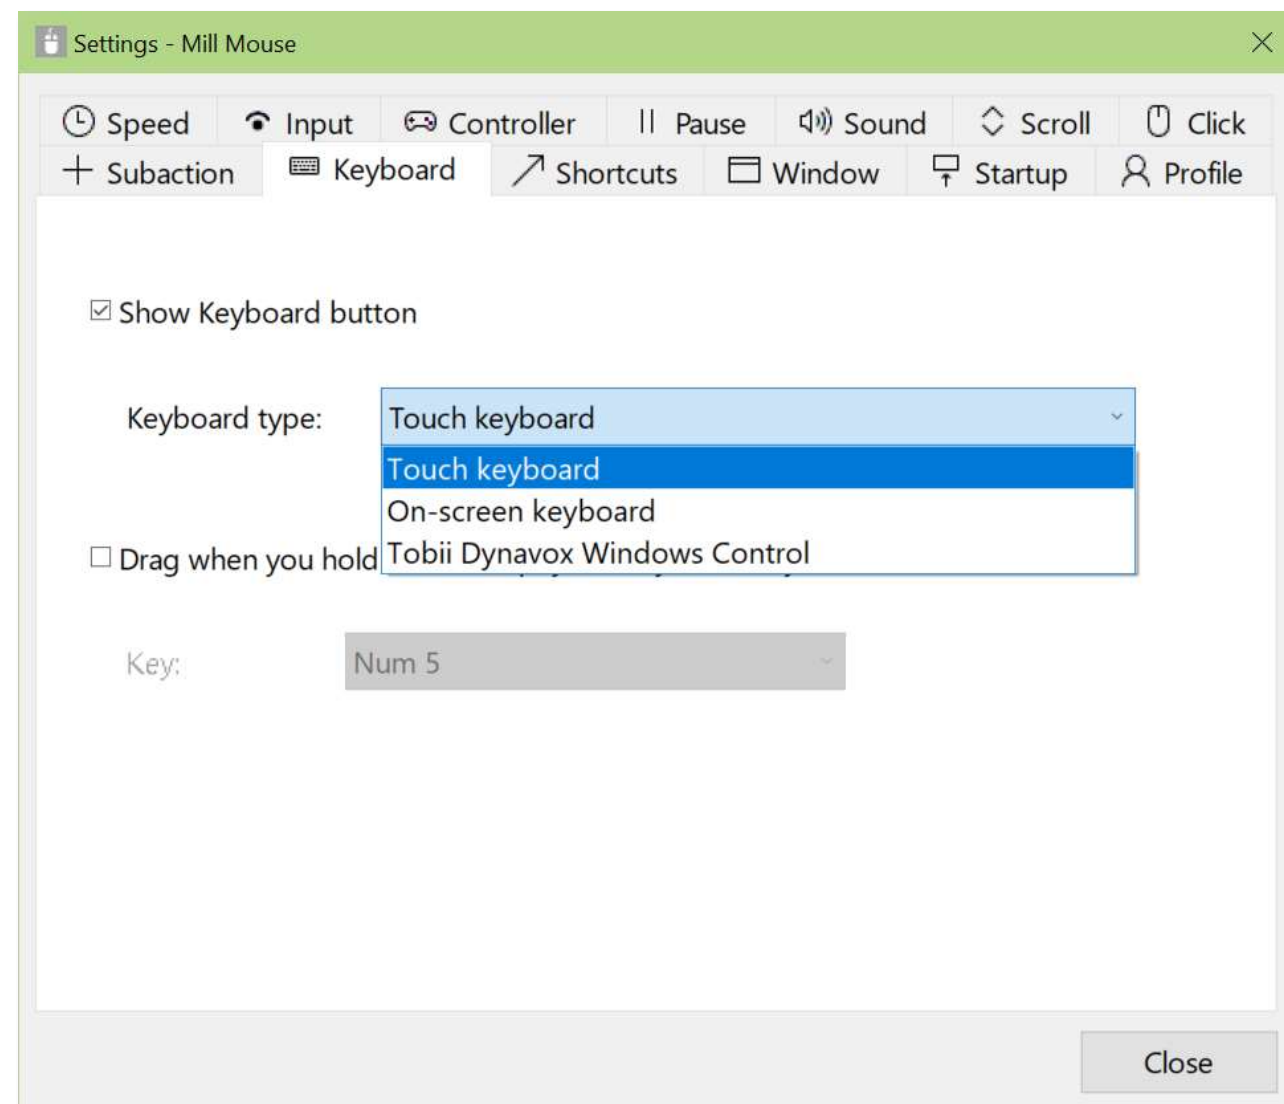 Settings - Mill Mouse
Speed Input Controller Pause Sound Scroll Click
Subaction Keyboard Shortcuts Window Startup Profile
Show Keyboard button
Keyboard type: Touch keyboard
Touch keyboard
On-screen keyboard
Tobii Dynavox Windows Control
Drag when you hold
Key: Num 5
Close